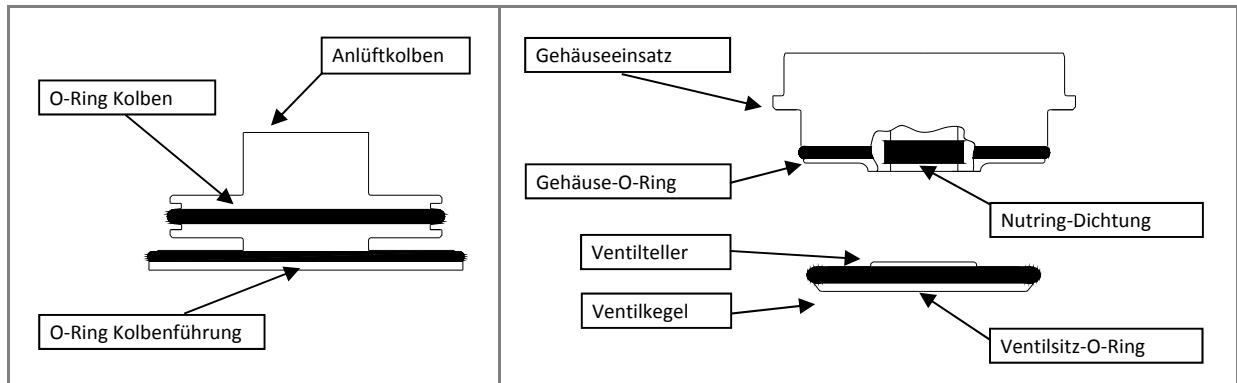 Anlüftkolben
O-Ring Kolben
O-Ring Kolbenführung
Gehäuseeinsatz
Gehäuse-O-Ring
Nutring-Dichtung
Ventilteller
Ventilkegel
Ventilsitz-O-Ring